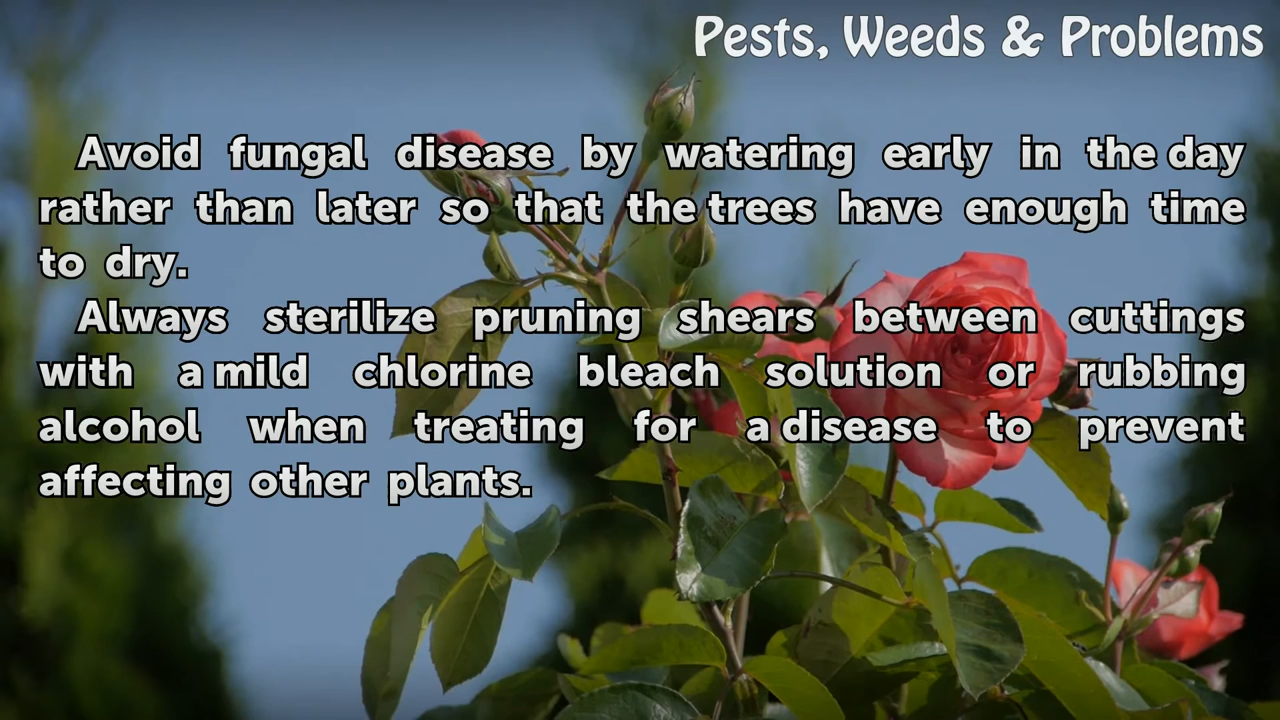 Pests, Weeds & Problems
Avoid fungal disease by watering early in the day
rather than later so that the trees have enough time
to dry.
Always sterilize pruning shears between cuttings
with a mild chlorine bleach solution or rubbing
alcohol when treating for a disease to prevent
affecting other plants.